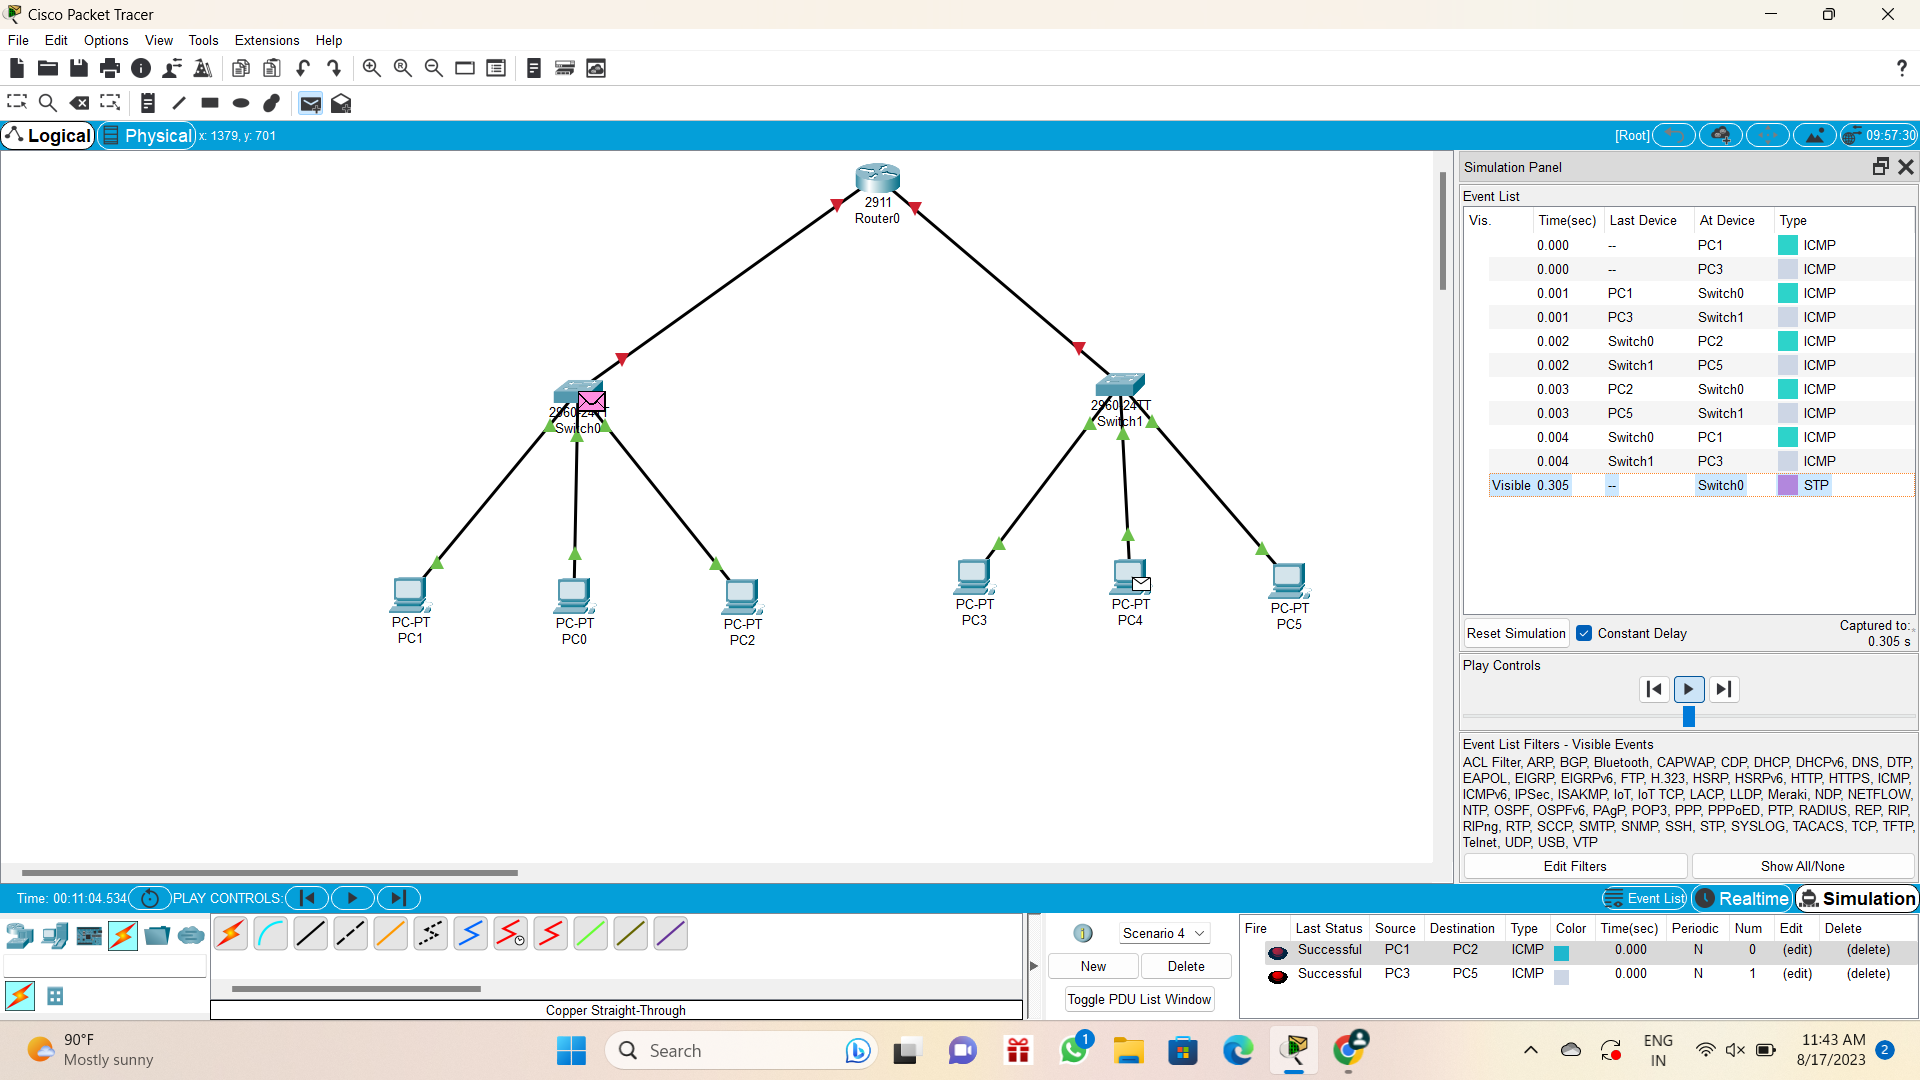 Cisco Packet Tracer
File Edit Options View Tools Extensions Help
Logical Physical x: 1379, y: 701 [Root] 09:57:30
2911
Router0
2960-24TT
Switch0
2960-24TT
Switch1
PC-PT
PC1
PC-PT
PC0
PC-PT
PC2
PC-PT
PC3
PC-PT
PC4
PC-PT
PC5
Simulation Panel
Event List
Vis. Time(sec) Last Device At Device Type
0.000 -- PC1 ICMP
0.000 -- PC3 ICMP
0.001 PC1 Switch0 ICMP
0.001 PC3 Switch1 ICMP
0.002 Switch0 PC2 ICMP
0.002 Switch1 PC5 ICMP
0.003 PC2 Switch0 ICMP
0.003 PC5 Switch1 ICMP
0.004 Switch0 PC1 ICMP
0.004 Switch1 PC3 ICMP
Visible 0.305 -- Switch0 STP
Reset Simulation Constant Delay Captured to:
0.305 s
Play Controls
Event List Filters - Visible Events
ACL Filter, ARP, BGP, Bluetooth, CAPWAP, CDP, DHCP, DHCPv6, DNS, DTP,
EAPOL, EIGRP, EIGRPv6, FTP, H.323, HSRP, HSRPv6, HTTP, HTTPS, ICMP,
ICMPv6, IPSec, ISAKMP, IoT, IoT TCP, LACP, LLDP, Meraki, NDP, NETFLOW,
NTP, OSPF, OSPFv6, PAgP, POP3, PPP, PPPoED, PTP, RADIUS, REP, RIP,
RIPng, RTP, SCCP, SMTP, SNMP, SSH, STP, SYSLOG, TACACS, TCP, TFTP,
Telnet, UDP, USB, VTP
Edit Filters Show All/None
Time: 00:11:04.534 PLAY CONTROLS: Event List Realtime Simulation
Copper Straight-Through
1 Scenario 4
New Delete
Toggle PDU List Window
Fire Last Status Source Destination Type Color Time(sec) Periodic Num Edit Delete
Successful PC1 PC2 ICMP 0.000 N 0 (edit) (delete)
Successful PC3 PC5 ICMP 0.000 N 1 (edit) (delete)
90°F
Mostly sunny
Search
1
ENG
IN
11:43 AM
8/17/2023
2